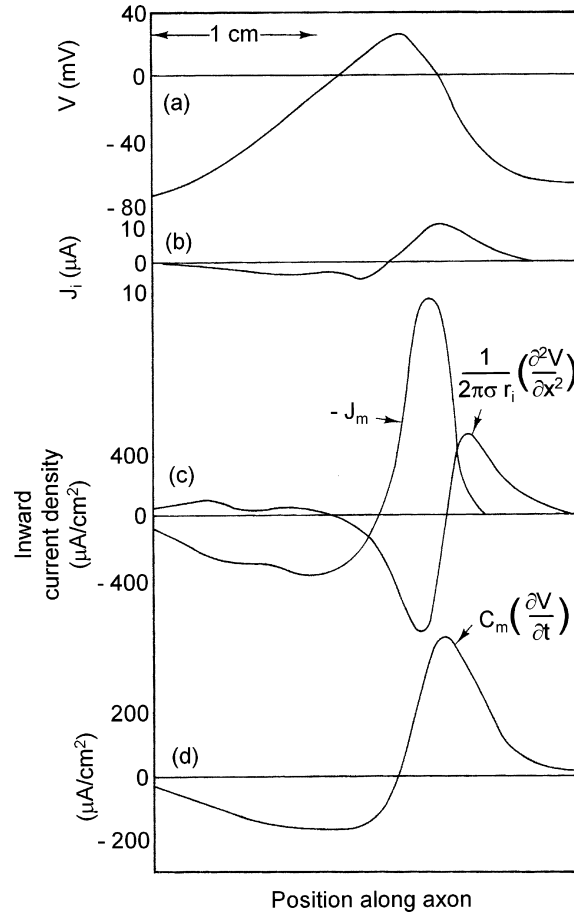 40
1 cm
V (mV)
0
(a)
- 40
- 80
10
(b)
J_i (μA)
0
10
1/(2πσ r_i) (∂²V/∂x²)
- J_m
400
(c)
Inward
current density
(μA/cm²)
0
- 400
C_m (∂V/∂t)
200
(d)
(μA/cm²)
0
- 200
Position along axon